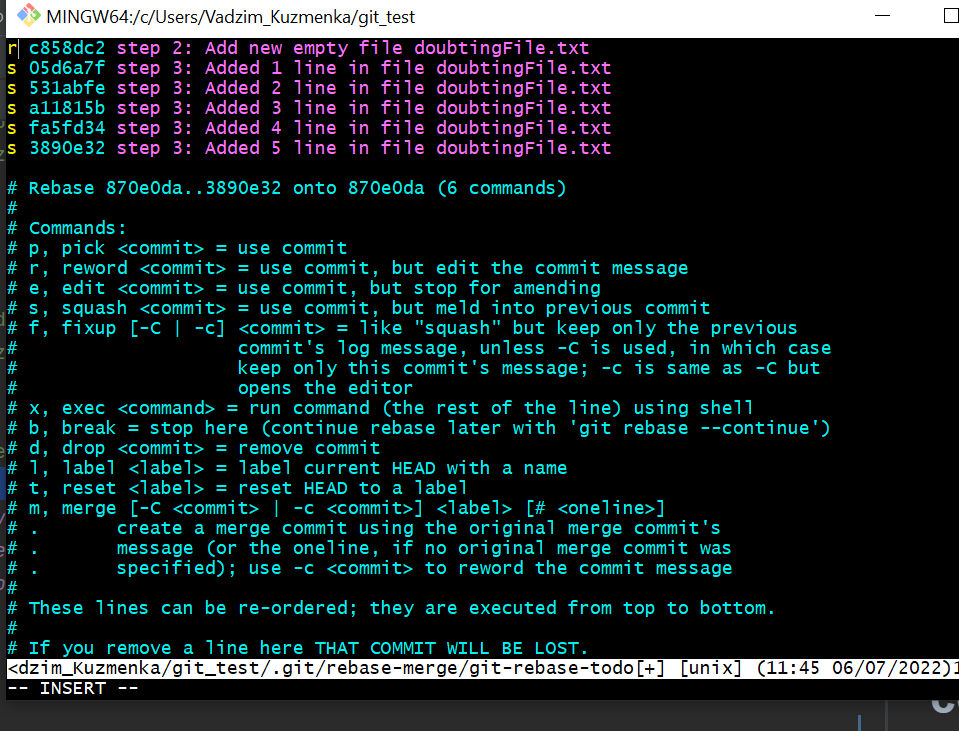 MINGW64:/c/Users/Vadzim_Kuzmenka/git_test
r c858dc2 step 2: Add new empty file doubtingFile.txt
s 05d6a7f step 3: Added 1 line in file doubtingFile.txt
s 531abfe step 3: Added 2 line in file doubtingFile.txt
s a11815b step 3: Added 3 line in file doubtingFile.txt
s fa5fd34 step 3: Added 4 line in file doubtingFile.txt
s 3890e32 step 3: Added 5 line in file doubtingFile.txt
# Rebase 870e0da..3890e32 onto 870e0da (6 commands)
#
# Commands:
# p, pick <commit> = use commit
# r, reword <commit> = use commit, but edit the commit message
# e, edit <commit> = use commit, but stop for amending
# s, squash <commit> = use commit, but meld into previous commit
# f, fixup [-C | -c] <commit> = like "squash" but keep only the previous
#                    commit's log message, unless -C is used, in which case
#                    keep only this commit's message; -c is same as -C but
#                    opens the editor
# x, exec <command> = run command (the rest of the line) using shell
# b, break = stop here (continue rebase later with 'git rebase --continue')
# d, drop <commit> = remove commit
# l, label <label> = label current HEAD with a name
# t, reset <label> = reset HEAD to a label
# m, merge [-C <commit> | -c <commit>] <label> [# <oneline>]
# .       create a merge commit using the original merge commit's
# .       message (or the oneline, if no original merge commit was
# .       specified); use -c <commit> to reword the commit message
#
# These lines can be re-ordered; they are executed from top to bottom.
#
# If you remove a line here THAT COMMIT WILL BE LOST.
<dzim_Kuzmenka/git_test/.git/rebase-merge/git-rebase-todo[+] [unix] (11:45 06/07/2022)1
-- INSERT --